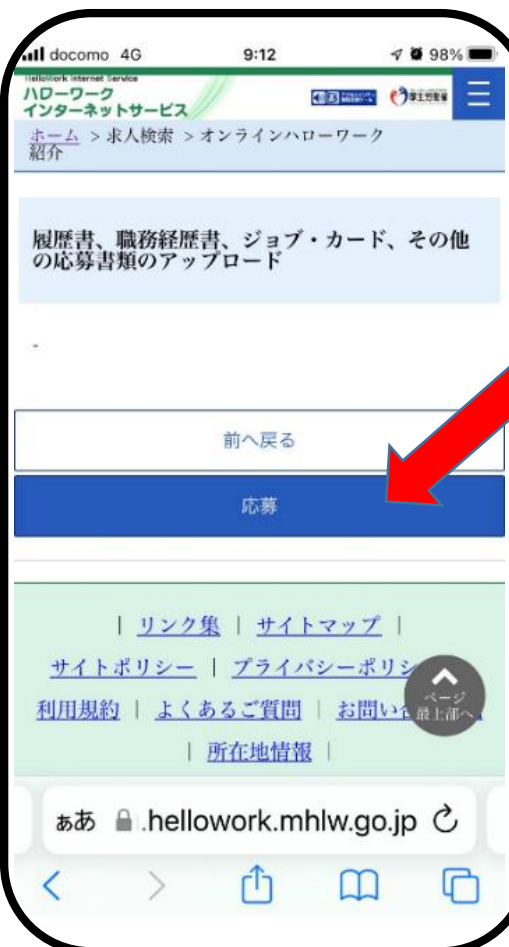 docomo 4G 9:12 98%
HelloWork Internet Service
ハローワーク
インターネットサービス
ホーム >求人検索 >オンラインハローワーク
紹介
履歴書、職務経歴書、ジョブ・カード、その他
の応募書類のアップロード
-
前へ戻る
応募
| リンク集 | サイトマップ |
サイトポリシー | プライバシーポリシ
利用規約 | よくあるご質問 | お問い合
| 所在地情報 |
ページ
最上部へ
ぁあ .hellowork.mhlw.go.jp